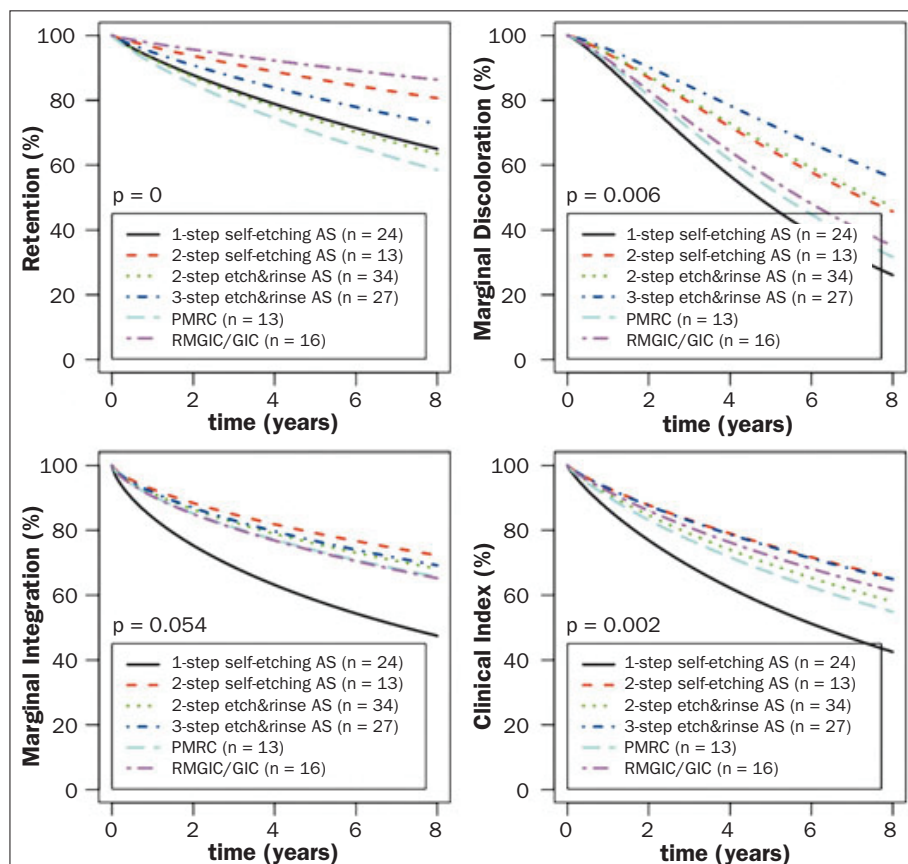 Retention (%)
100
80
60
40
20
0
p = 0
1-step self-etching AS (n = 24)
2-step self-etching AS (n = 13)
2-step etch&rinse AS (n = 34)
3-step etch&rinse AS (n = 27)
PMRC (n = 13)
RMGIC/GIC (n = 16)
0 2 4 6 8
time (years)
Marginal Discoloration (%)
100
80
60
40
20
0
p = 0.006
1-step self-etching AS (n = 24)
2-step self-etching AS (n = 13)
2-step etch&rinse AS (n = 34)
3-step etch&rinse AS (n = 27)
PMRC (n = 13)
RMGIC/GIC (n = 16)
0 2 4 6 8
time (years)
Marginal Integration (%)
100
80
60
40
20
0
p = 0.054
1-step self-etching AS (n = 24)
2-step self-etching AS (n = 13)
2-step etch&rinse AS (n = 34)
3-step etch&rinse AS (n = 27)
PMRC (n = 13)
RMGIC/GIC (n = 16)
0 2 4 6 8
time (years)
Clinical Index (%)
100
80
60
40
20
0
p = 0.002
1-step self-etching AS (n = 24)
2-step self-etching AS (n = 13)
2-step etch&rinse AS (n = 34)
3-step etch&rinse AS (n = 27)
PMRC (n = 13)
RMGIC/GIC (n = 16)
0 2 4 6 8
time (years)